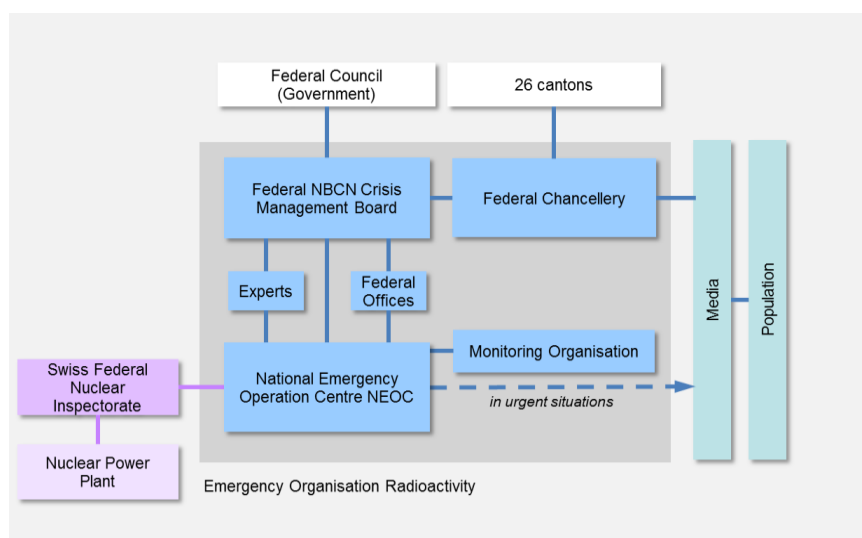 Federal Council
(Government)
26 cantons
Federal NBCN Crisis
Management Board
Federal Chancellery
Experts
Federal
Offices
Media
Population
Monitoring Organisation
Swiss Federal
Nuclear
Inspectorate
National Emergency
Operation Centre NEOC
in urgent situations
Nuclear Power
Plant
Emergency Organisation Radioactivity